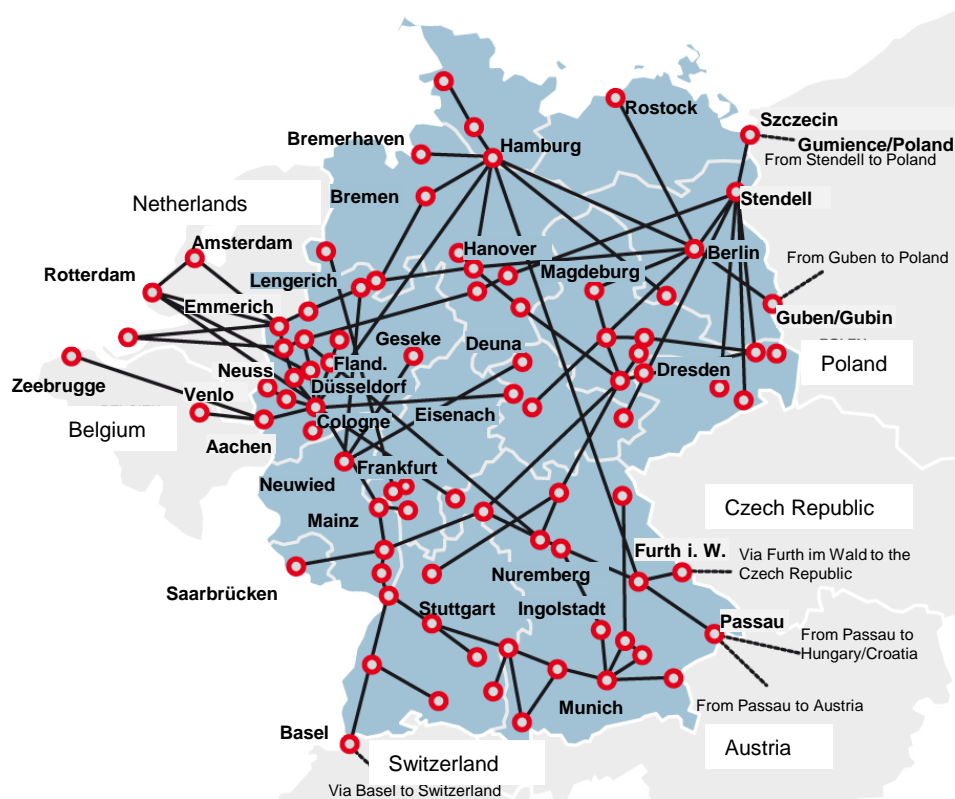 Rostock
Szczecin
Gumience/Poland
From Stendell to Poland
Bremerhaven
Hamburg
Bremen
Stendell
Netherlands
Amsterdam
Hanover
Berlin
From Guben to Poland
Rotterdam
Lengerich
Magdeburg
Emmerich
Guben/Gubin
Geseke
Deuna
Poland
Neuss
Fland.
Dresden
Zeebrugge
Venlo
Düsseldorf
Eisenach
Cologne
Belgium
Aachen
Frankfurt
Neuwied
Czech Republic
Mainz
Furth i. W.
Via Furth im Wald to the
Czech Republic
Nuremberg
Saarbrücken
Stuttgart
Ingolstadt
Passau
From Passau to
Hungary/Croatia
From Passau to Austria
Munich
Basel
Austria
Switzerland
Via Basel to Switzerland